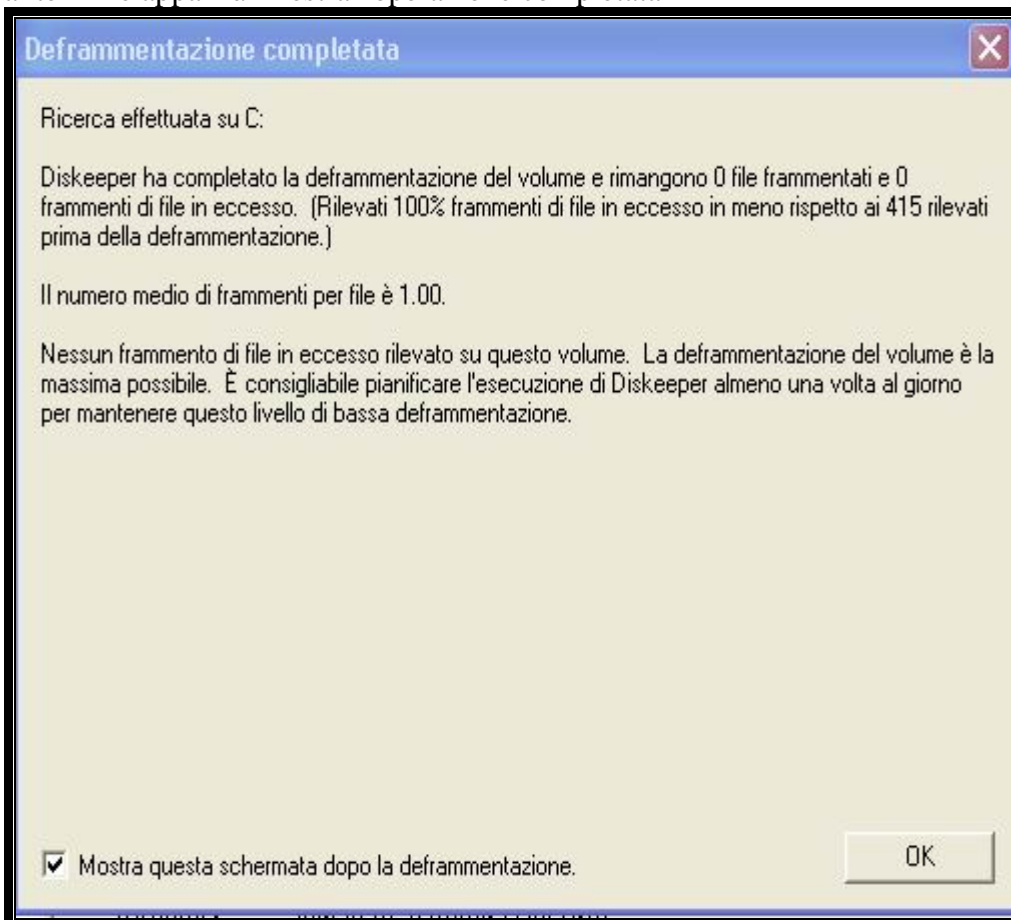 Deframmentazione completata
Ricerca effettuata su C:
Diskeeper ha completato la deframmentazione del volume e rimangono 0 file frammentati e 0
frammenti di file in eccesso. (Rilevati 100% frammenti di file in eccesso in meno rispetto ai 415 rilevati
prima della deframmentazione.)
Il numero medio di frammenti per file è 1.00.
Nessun frammento di file in eccesso rilevato su questo volume. La deframmentazione del volume è la
massima possibile. È consigliabile pianificare l'esecuzione di Diskeeper almeno una volta al giorno
per mantenere questo livello di bassa deframmentazione.
Mostra questa schermata dopo la deframmentazione.
OK